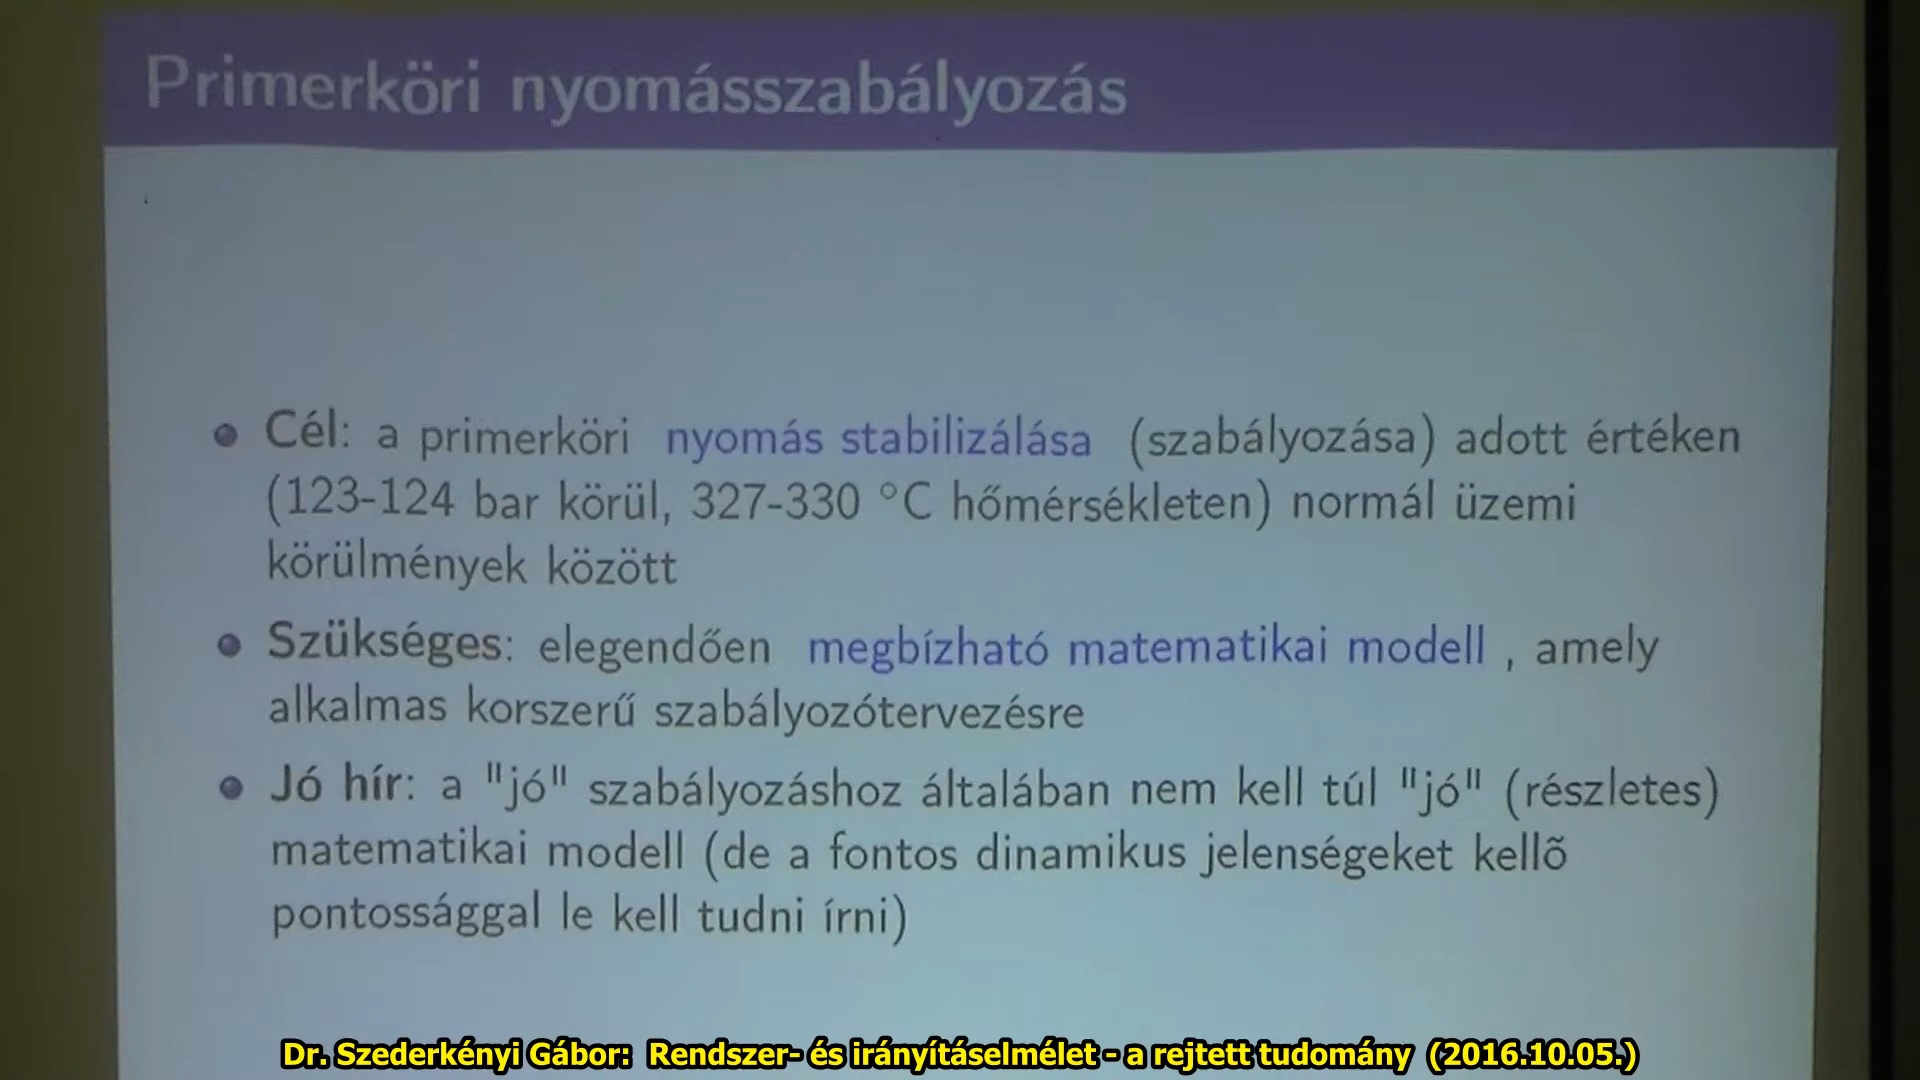 Primerköri nyomásszabályozás
Cél: a primerköri nyomás stabilizálása (szabályozása) adott értéken
(123-124 bar körül, 327-330 °C hőmérsékleten) normál üzemi
körülmények között
Szükséges: elegendően megbízható matematikai modell , amely
alkalmas korszerű szabályozótervezésre
Jó hír: a "jó" szabályozáshoz általában nem kell túl "jó" (részletes)
matematikai modell (de a fontos dinamikus jelenségeket kellõ
pontossággal le kell tudni írni)
Dr. Szederkényi Gábor: Rendszer- és irányításelmélet - a rejtett tudomány (2016.10.05.)